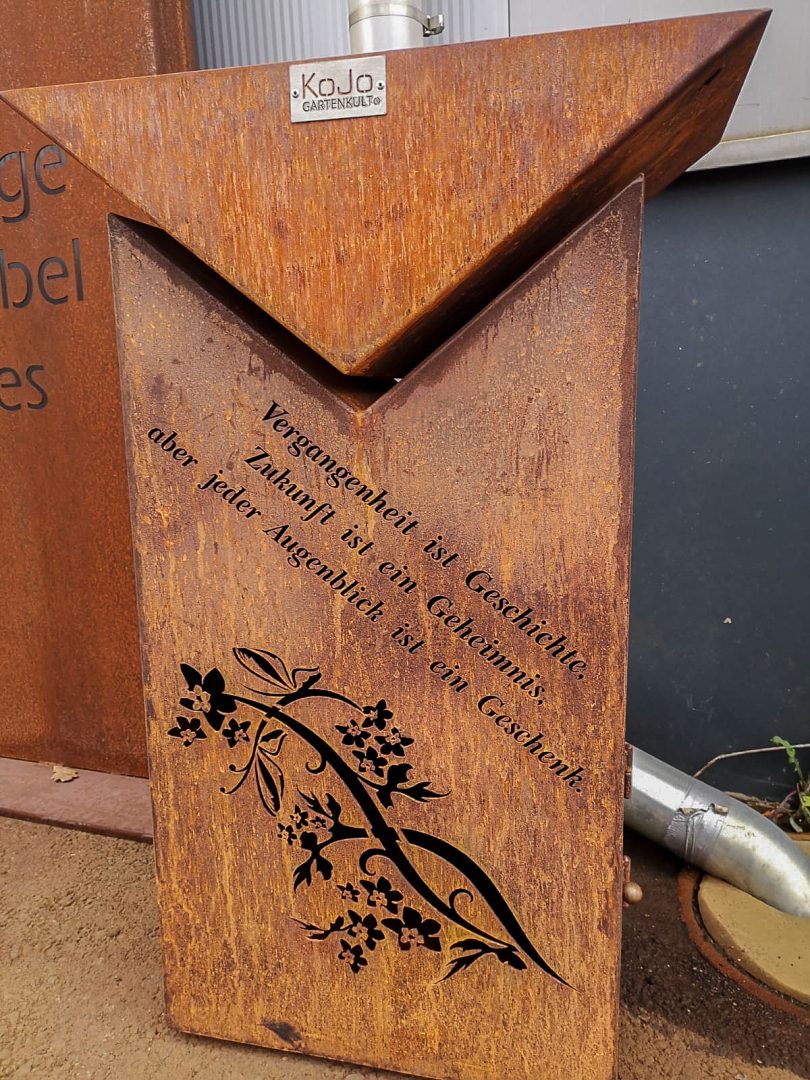 KoJo
GARTENKULT®
ge
bel
es
Vergangenheit ist Geschichte,
Zukunft ist ein Geheimnis,
aber jeder Augenblick ist ein Geschenk.